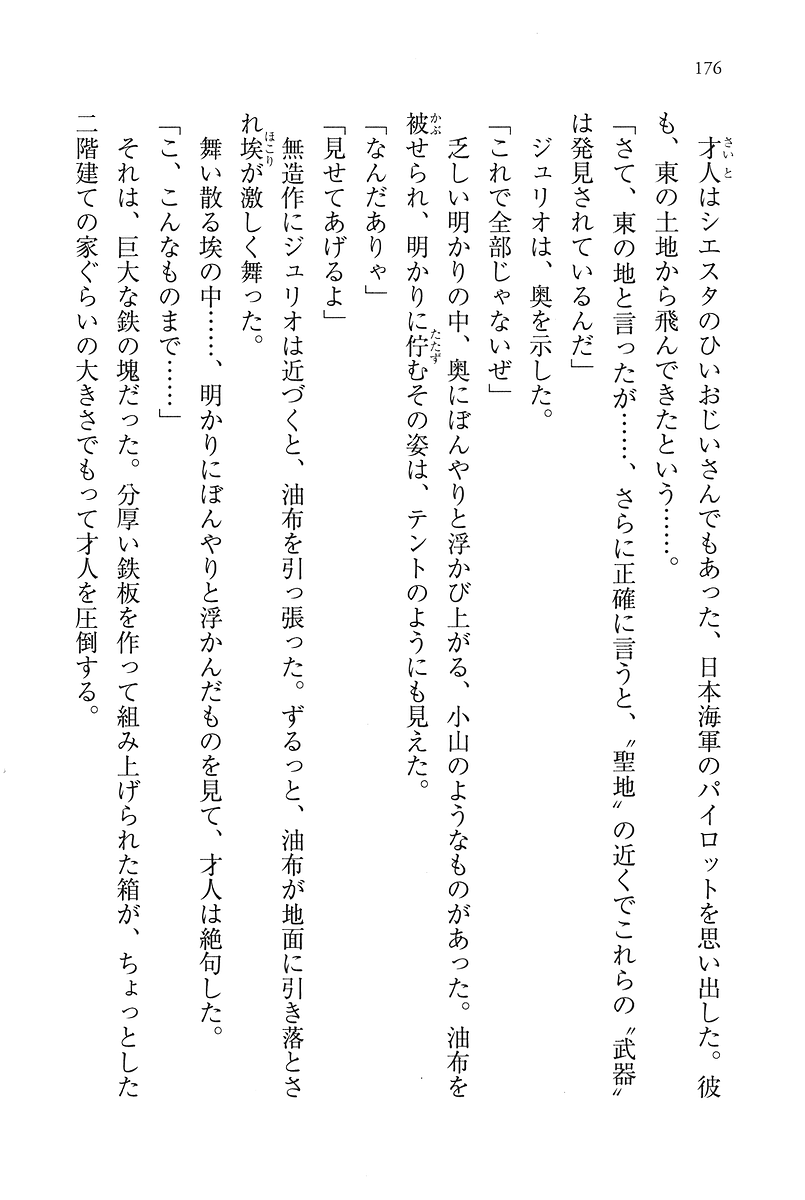 176
才人はシエスタのひいおじいさんでもあった、日本海軍のパイロットを思い出した。彼
も、東の土地から飛んできたという……。
「さて、東の地と言ったが……、さらに正確に言うと、〝聖地〟の近くでこれらの〝武器〟
は発見されているんだ」
ジュリオは、奥を示した。
「これで全部じゃないぜ」
乏しい明かりの中、奥にぼんやりと浮かび上がる、小山のようなものがあった。油布を
被せられ、明かりに佇むその姿は、テントのようにも見えた。
「なんだありゃ」
「見せてあげるよ」
無造作にジュリオは近づくと、油布を引っ張った。ずるっと、油布が地面に引き落とさ
れ埃が激しく舞った。
舞い散る埃の中……、明かりにぼんやりと浮かんだものを見て、才人は絶句した。
「こ、こんなものまで……」
それは、巨大な鉄の塊だった。分厚い鉄板を作って組み上げられた箱が、ちょっとした
二階建ての家ぐらいの大きさでもって才人を圧倒する。